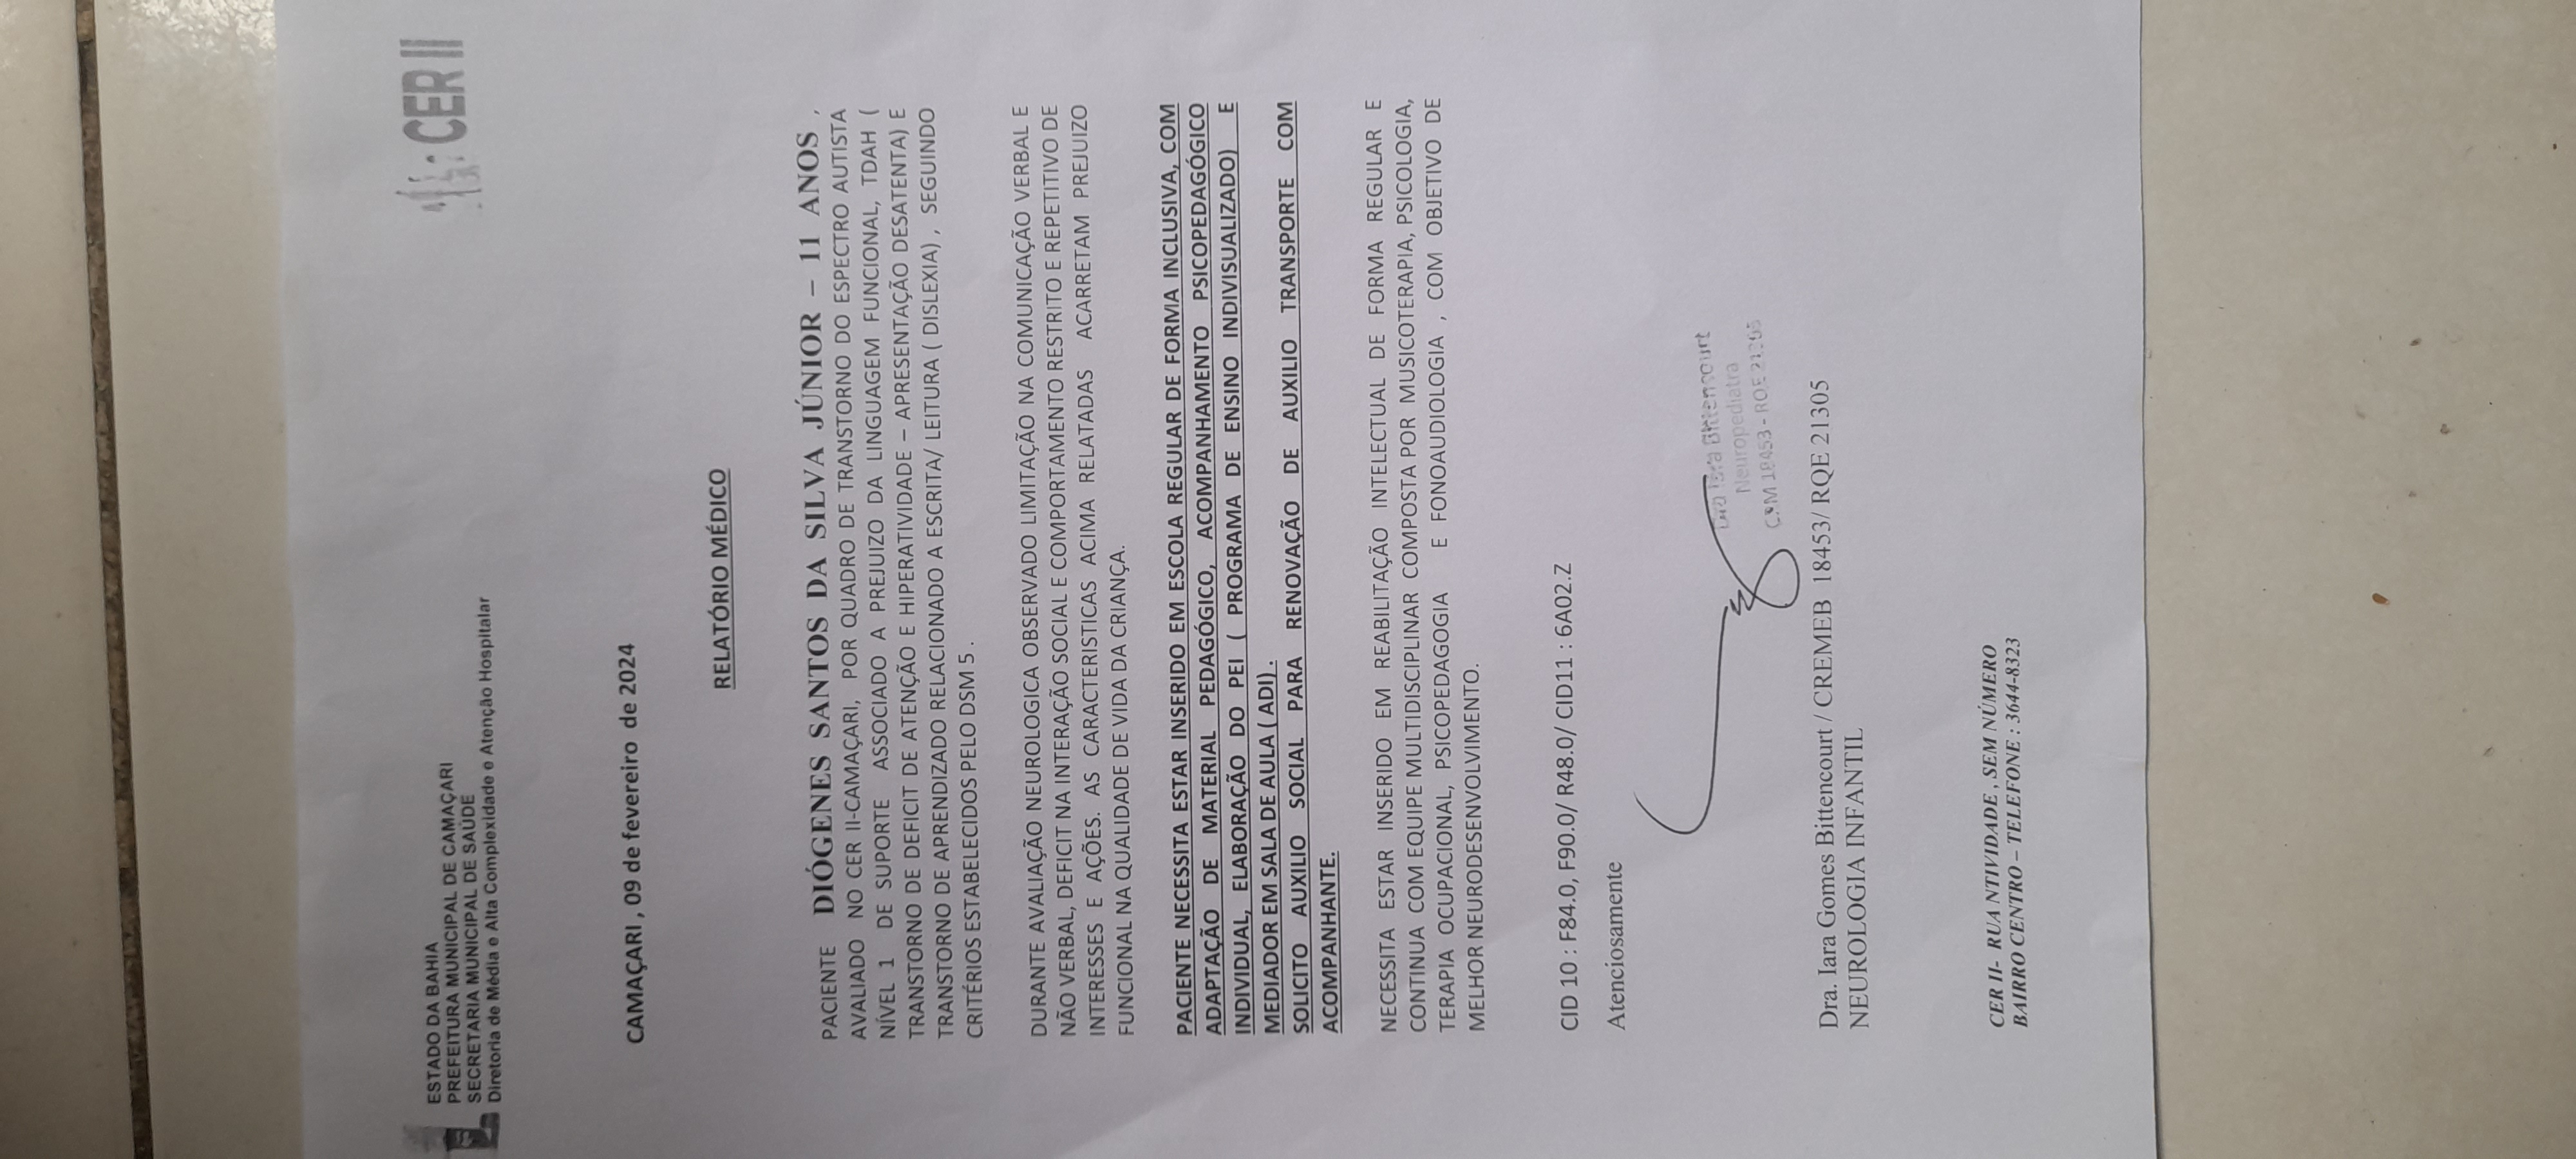 ESTADO DA BAHIA
PREFEITURA MUNICIPAL DE CAMAÇARI
SECRETARIA MUNICIPAL DE SAÚDE
Diretoria de Média e Alta Complexidade e Atenção Hospitalar
CER II
CAMAÇARI , 09 de fevereiro de 2024
RELATÓRIO MÉDICO
PACIENTE DIÓGENES SANTOS DA SILVA JÚNIOR – 11 ANOS ,
AVALIADO NO CER II-CAMAÇARI, POR QUADRO DE TRANSTORNO DO ESPECTRO AUTISTA
NÍVEL 1 DE SUPORTE ASSOCIADO A PREJUIZO DA LINGUAGEM FUNCIONAL, TDAH (
TRANSTORNO DE DEFICIT DE ATENÇÃO E HIPERATIVIDADE – APRESENTAÇÃO DESATENTA) E
TRANSTORNO DE APRENDIZADO RELACIONADO A ESCRITA/ LEITURA ( DISLEXIA) , SEGUINDO
CRITÉRIOS ESTABELECIDOS PELO DSM 5 .
DURANTE AVALIAÇÃO NEUROLOGICA OBSERVADO LIMITAÇÃO NA COMUNICAÇÃO VERBAL E
NÃO VERBAL, DEFICIT NA INTERAÇÃO SOCIAL E COMPORTAMENTO RESTRITO E REPETITIVO DE
INTERESSES E AÇÕES. AS CARACTERISTICAS ACIMA RELATADAS ACARRETAM PREJUIZO
FUNCIONAL NA QUALIDADE DE VIDA DA CRIANÇA.
PACIENTE NECESSITA ESTAR INSERIDO EM ESCOLA REGULAR DE FORMA INCLUSIVA, COM
ADAPTAÇÃO DE MATERIAL PEDAGÓGICO, ACOMPANHAMENTO PSICOPEDAGÓGICO
INDIVIDUAL, ELABORAÇÃO DO PEI ( PROGRAMA DE ENSINO INDIVISUALIZADO) E
MEDIADOR EM SALA DE AULA ( ADI) .
SOLICITO AUXILIO SOCIAL PARA RENOVAÇÃO DE AUXILIO TRANSPORTE COM
ACOMPANHANTE.
NECESSITA ESTAR INSERIDO EM REABILITAÇÃO INTELECTUAL DE FORMA REGULAR E
CONTINUA COM EQUIPE MULTIDISCIPLINAR COMPOSTA POR MUSICOTERAPIA, PSICOLOGIA,
TERAPIA OCUPACIONAL, PSICOPEDAGOGIA E FONOAUDIOLOGIA , COM OBJETIVO DE
MELHOR NEURODESENVOLVIMENTO.
CID 10 : F84.0, F90.0/ R48.0/ CID11 : 6A02.Z
Atenciosamente
Dra Iara Bittencourt
Neuropediatra
CRM 18453 - RQE
Dra. Iara Gomes Bittencourt / CREMEB 18453/ RQE 21305
NEUROLOGIA INFANTIL
CER II- RUA NTIVIDADE , SEM NÚMERO
BAIRRO CENTRO – TELEFONE : 3644-8323